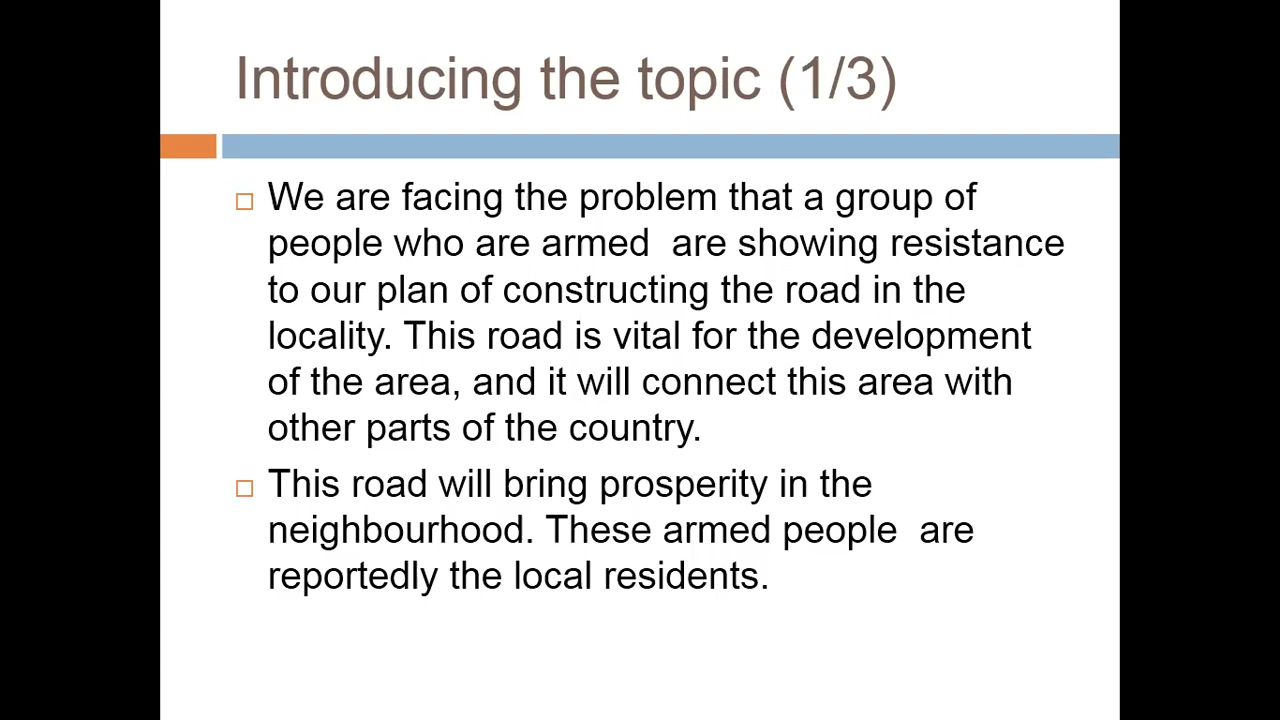 Introducing the topic (1/3)
We are facing the problem that a group of
people who are armed  are showing resistance
to our plan of constructing the road in the
locality. This road is vital for the development
of the area, and it will connect this area with
other parts of the country.
This road will bring prosperity in the
neighbourhood. These armed people  are
reportedly the local residents.